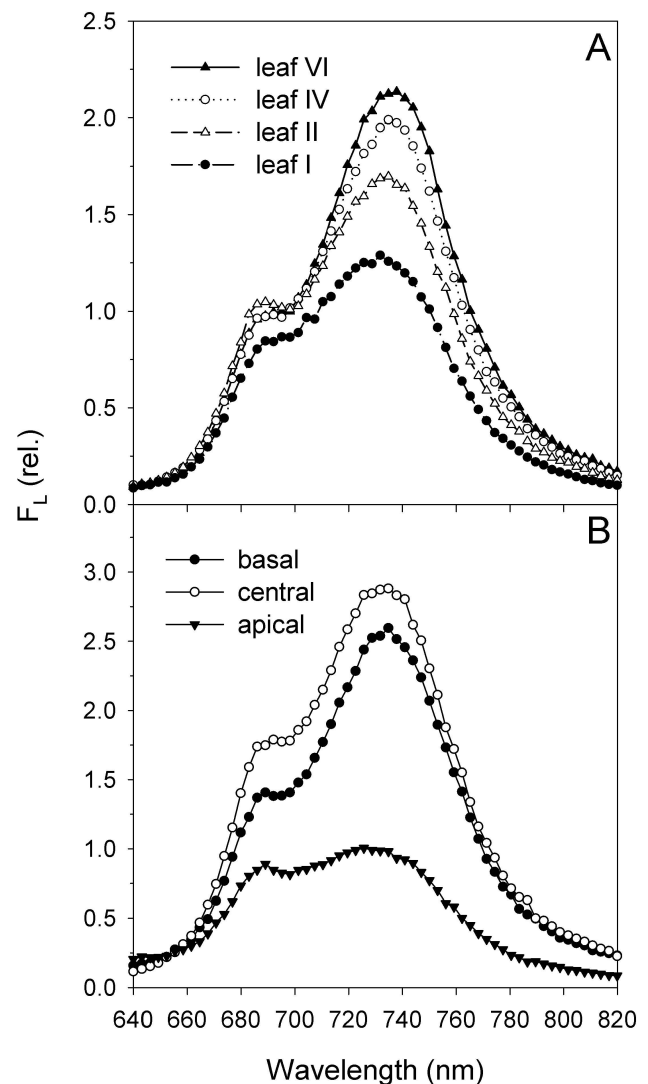 2.5
A
leaf VI
leaf IV
leaf II
leaf I
2.0
1.5
1.0
0.5
0.0
F_L (rel.)
B
basal
central
apical
3.0
2.5
2.0
1.5
1.0
0.5
0.0
640 660 680 700 720 740 760 780 800 820
Wavelength (nm)